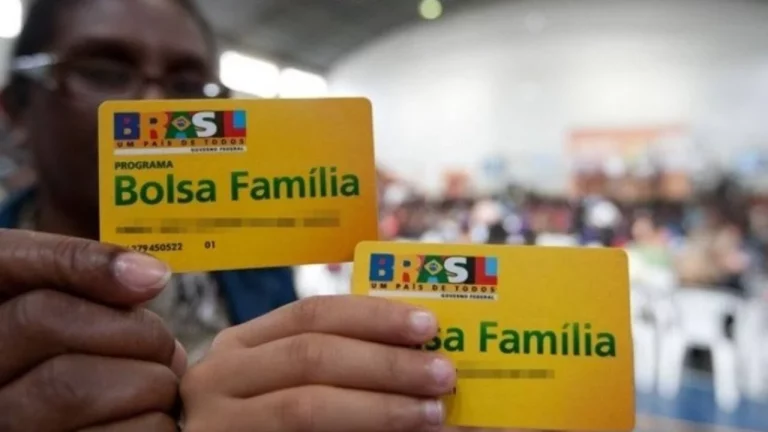 BRASIL
UM PAÍS DE TODOS
GOVERNO FEDERAL
PROGRAMA
Bolsa Família
279450522 01
BRASIL
UM PAÍS DE TODOS
GOVERNO FEDERAL
sa Família